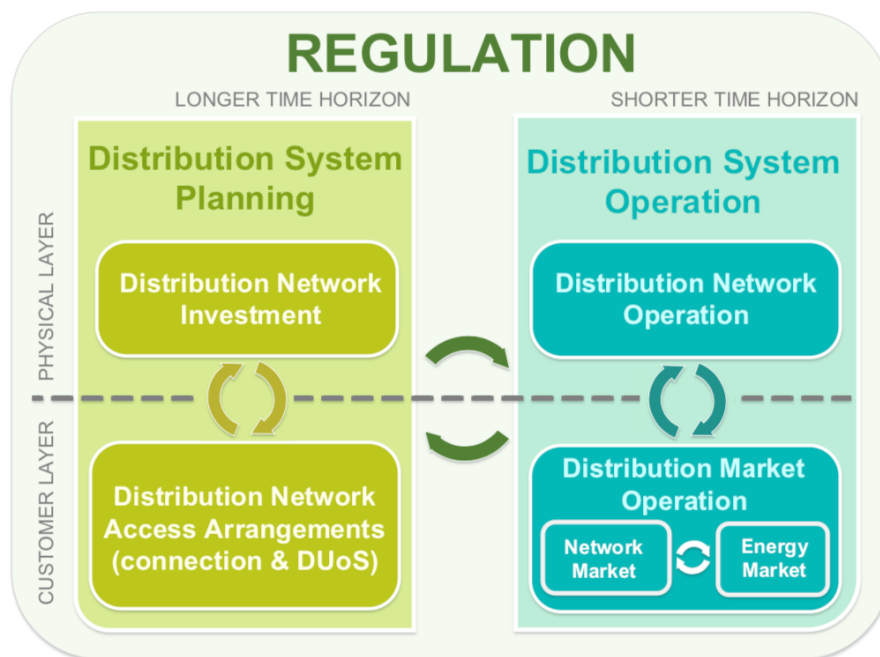 REGULATION
LONGER TIME HORIZON
SHORTER TIME HORIZON
PHYSICAL LAYER
CUSTOMER LAYER
Distribution System
Planning
Distribution Network
Investment
Distribution Network
Access Arrangements
(connection & DUoS)
Distribution System
Operation
Distribution Network
Operation
Distribution Market
Operation
Network
Market
Energy
Market